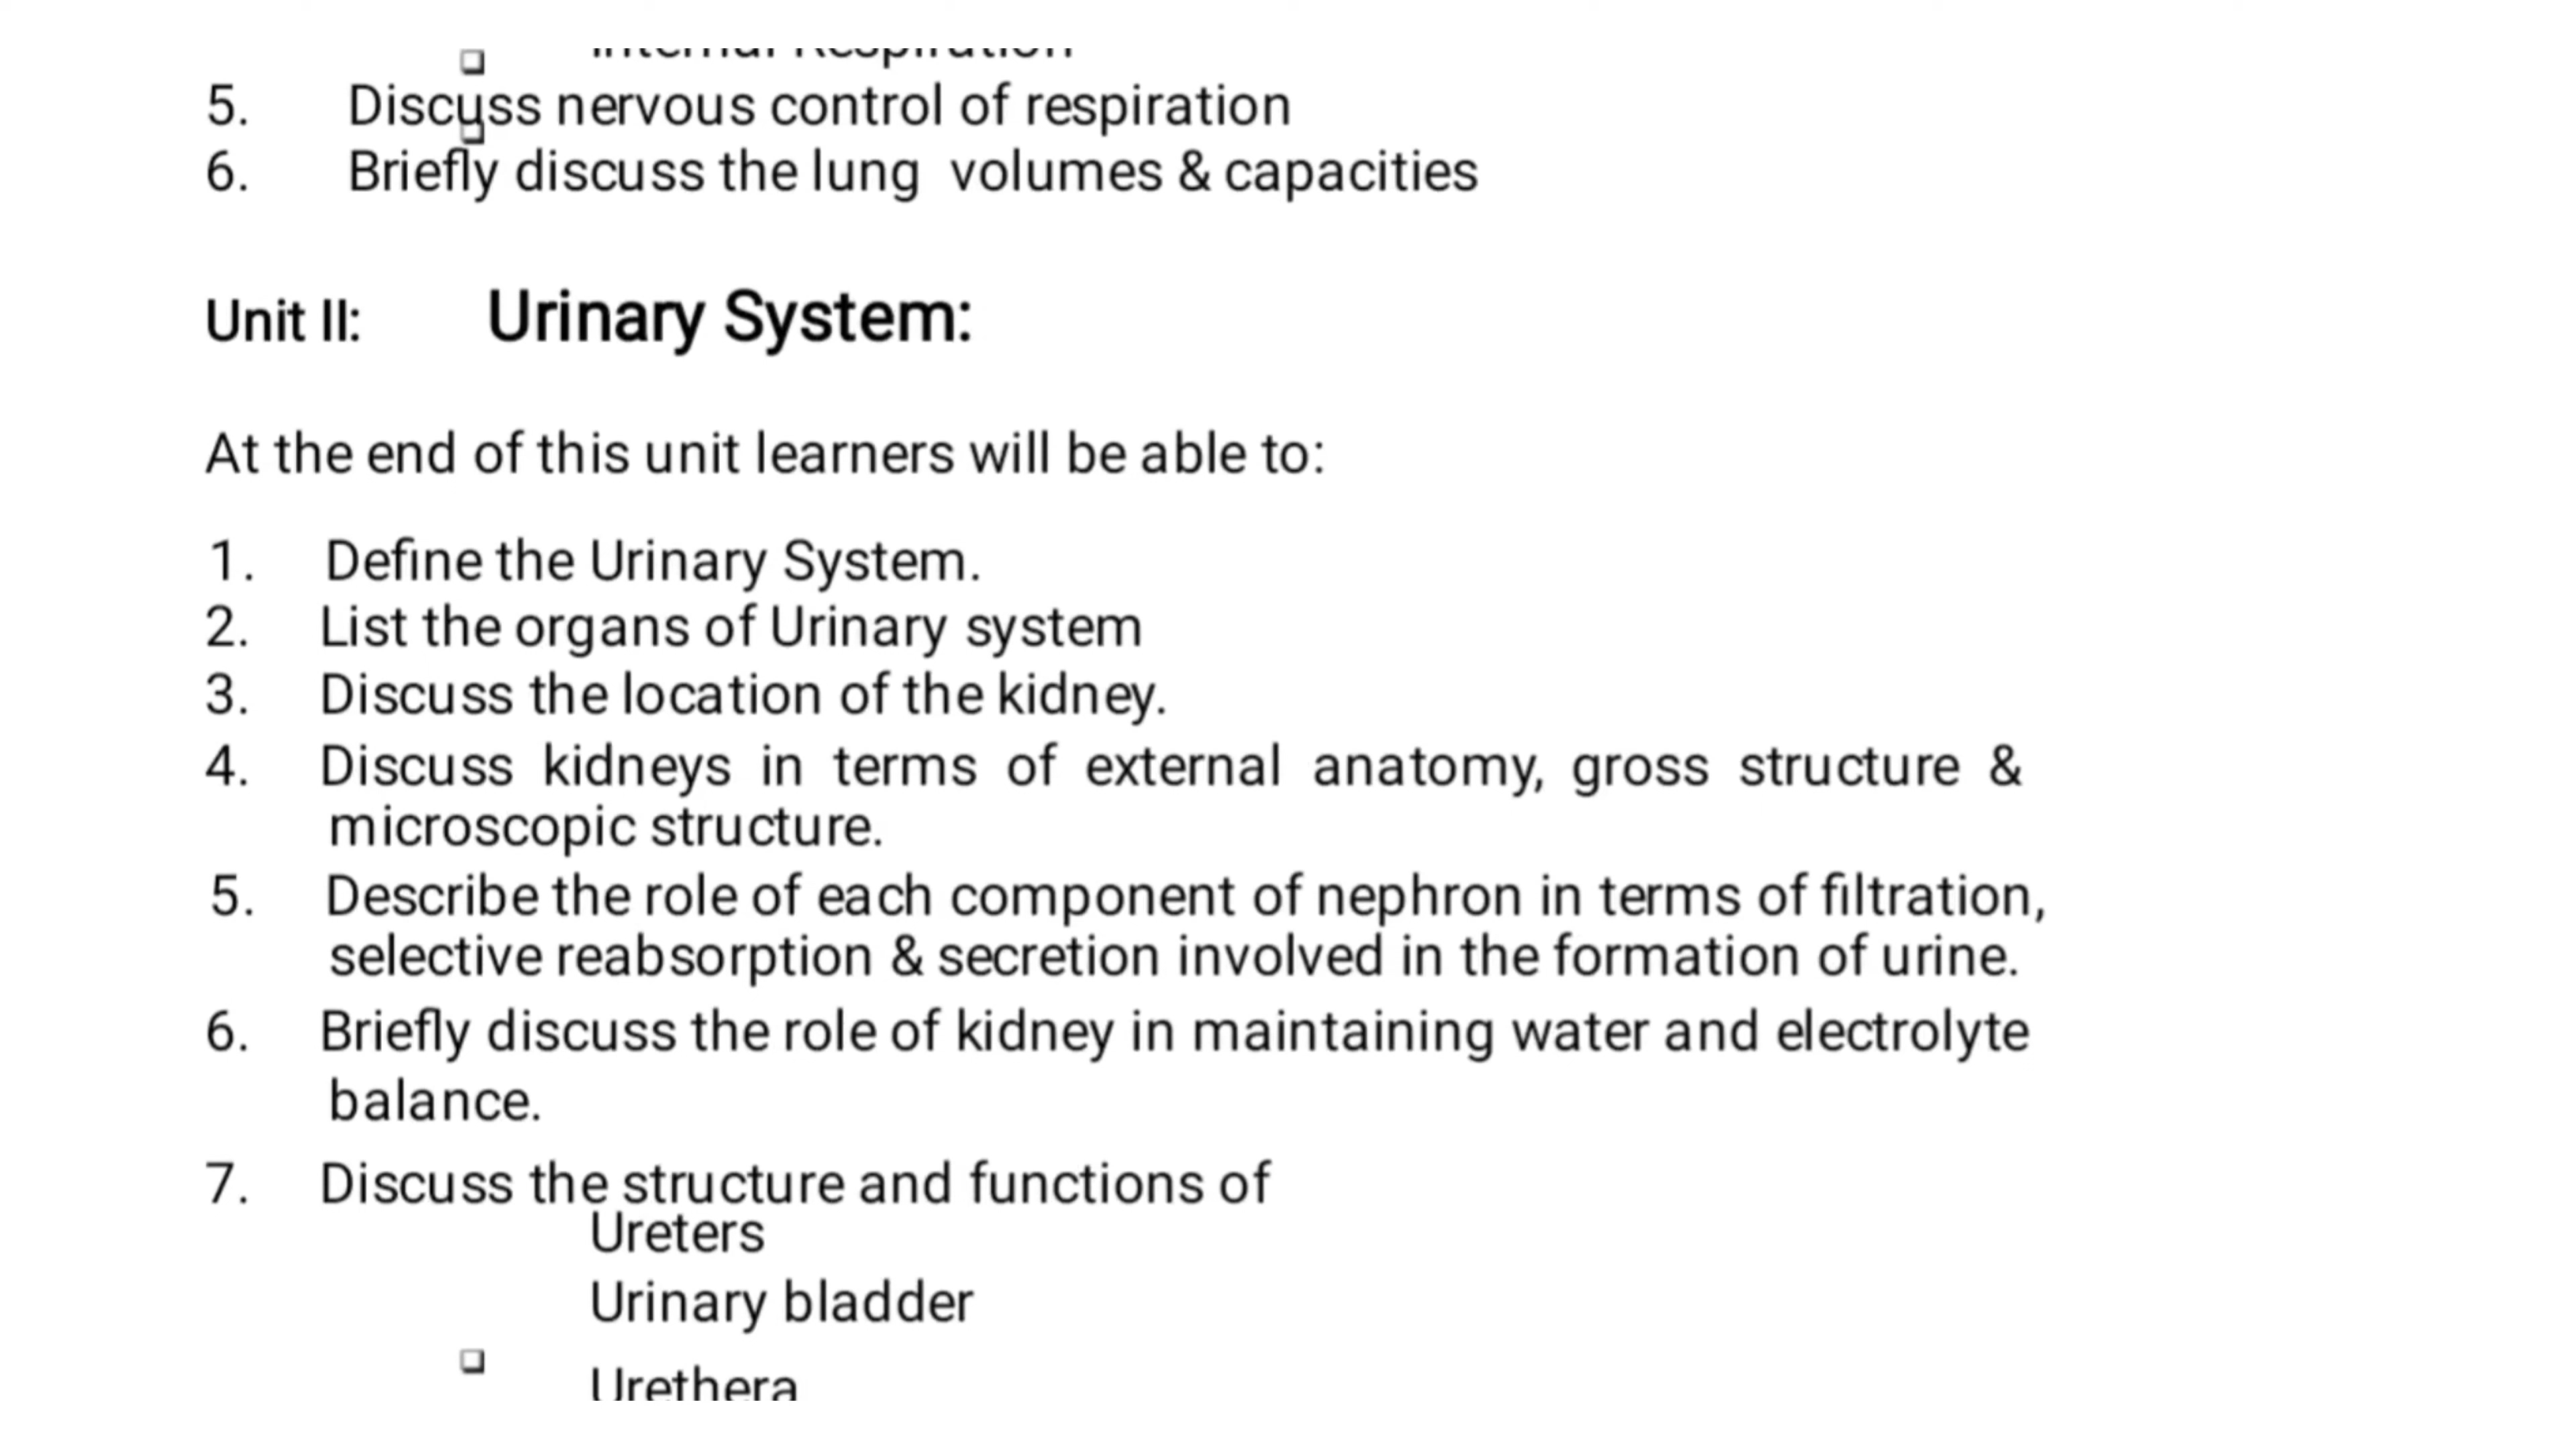 Internal Respiration
5. Discuss nervous control of respiration
6. Briefly discuss the lung volumes & capacities
Unit II: Urinary System:
At the end of this unit learners will be able to:
1. Define the Urinary System.
2. List the organs of Urinary system
3. Discuss the location of the kidney.
4. Discuss kidneys in terms of external anatomy, gross structure &
microscopic structure.
5. Describe the role of each component of nephron in terms of filtration,
selective reabsorption & secretion involved in the formation of urine.
6. Briefly discuss the role of kidney in maintaining water and electrolyte
balance.
7. Discuss the structure and functions of
Ureters
Urinary bladder
Urethera